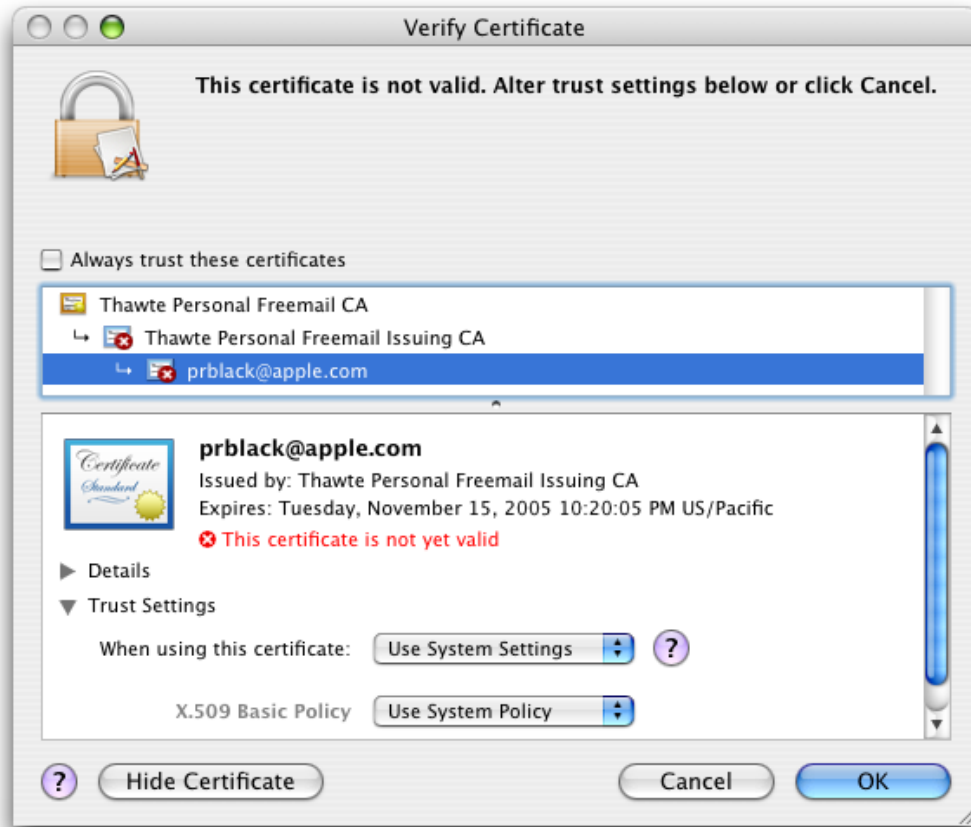 Verify Certificate
This certificate is not valid. Alter trust settings below or click Cancel.
Always trust these certificates
Thawte Personal Freemail CA
Thawte Personal Freemail Issuing CA
prblack@apple.com
Certificate
Standard
prblack@apple.com
Issued by: Thawte Personal Freemail Issuing CA
Expires: Tuesday, November 15, 2005 10:20:05 PM US/Pacific
This certificate is not yet valid
Details
Trust Settings
When using this certificate: Use System Settings ?
X.509 Basic Policy Use System Policy
? Hide Certificate Cancel OK